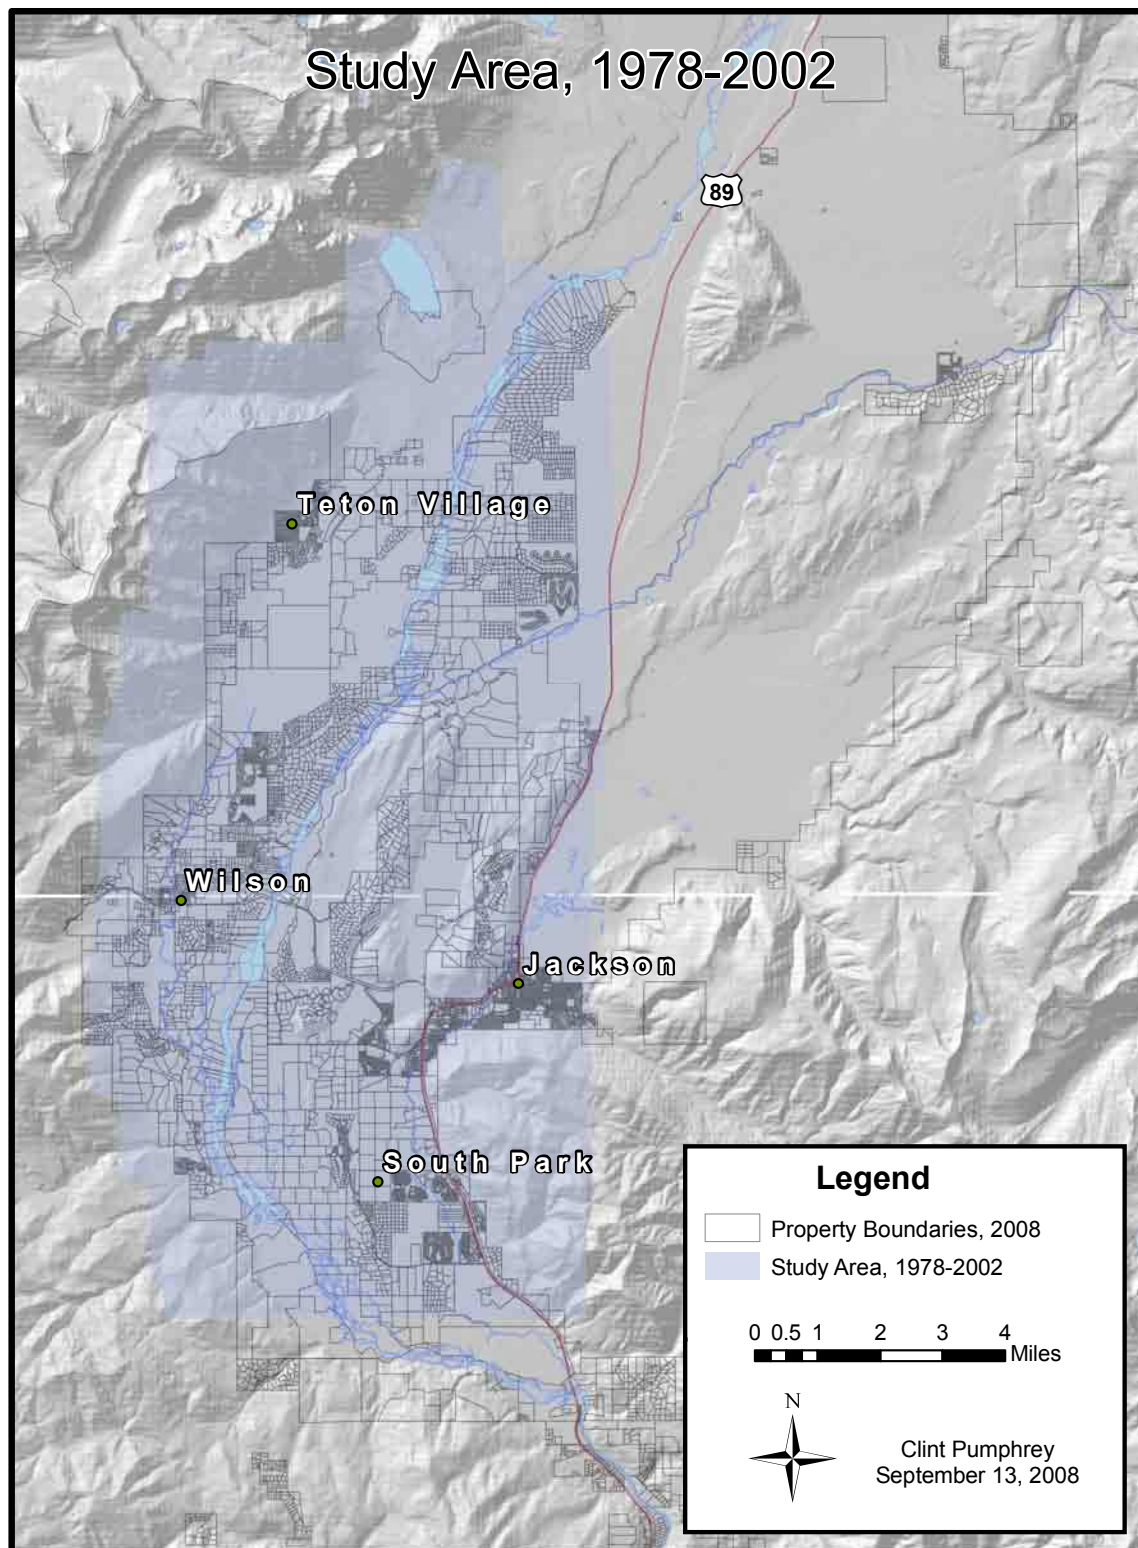 Study Area, 1978-2002
89
Teton Village
Wilson
Jackson
South Park
Legend
Property Boundaries, 2008
Study Area, 1978-2002
0 0.5 1 2 3 4
Miles
N
Clint Pumphrey
September 13, 2008